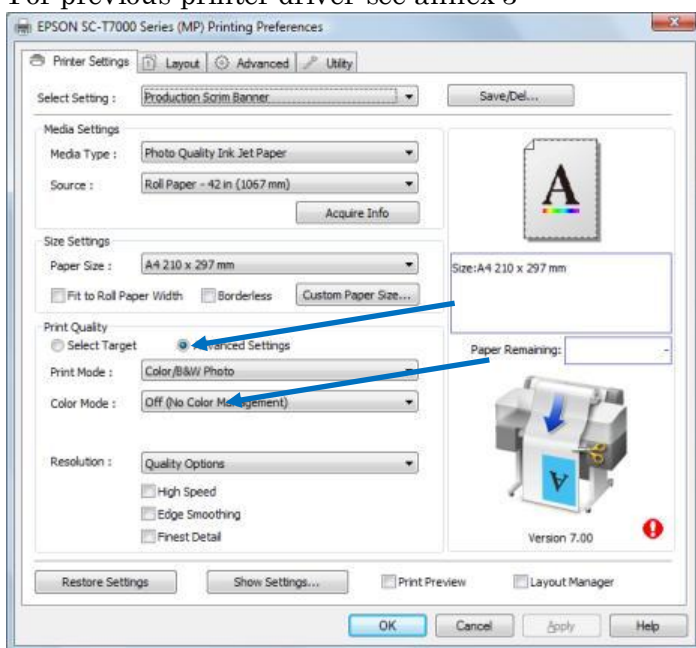 For previous printer driver see annex 3
EPSON SC-T7000 Series (MP) Printing Preferences
Printer Settings Layout Advanced Utility
Select Setting : Production Scrim Banner Save/Del...
Media Settings
Media Type : Photo Quality Ink Jet Paper
Source : Roll Paper - 42 in (1067 mm)
Acquire Info
A
Size Settings
Paper Size : A4 210 x 297 mm
Size:A4 210 x 297 mm
Fit to Roll Paper Width Borderless Custom Paper Size...
Print Quality
Select Target Advanced Settings
Paper Remaining: -
Print Mode : Color/B&W Photo
Color Mode : Off (No Color Management)
Resolution : Quality Options
High Speed
A
Edge Smoothing
Finest Detail
Version 7.00
Restore Settings Show Settings... Print Preview Layout Manager
OK Cancel Apply Help